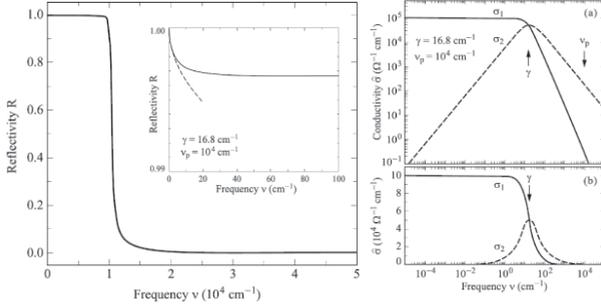 1.0
0.8
0.6
0.4
0.2
0.0
Reflectivity R
0
1
2
3
4
5
Frequency ν (10⁴ cm⁻¹)
1.00
0.99
Reflectivity R
γ = 16.8 cm⁻¹
νₚ = 10⁴ cm⁻¹
0
20
40
60
80
100
Frequency ν (cm⁻¹)
(a)
10⁵
10⁴
10³
10²
10¹
10⁰
10⁻¹
Conductivity σ̂ (Ω⁻¹ cm⁻¹)
σ₁
σ₂
γ = 16.8 cm⁻¹
νₚ = 10⁴ cm⁻¹
νₚ
γ
(b)
10
8
6
4
2
0
σ̂ (10⁴ Ω⁻¹ cm⁻¹)
σ₁
γ
σ₂
10⁻⁴
10⁻²
10⁰
10²
10⁴
Frequency ν (cm⁻¹)